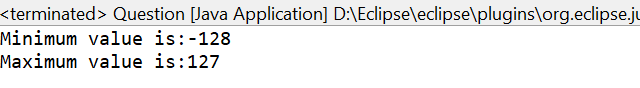 <terminated> Question [Java Application] D:\Eclipse\eclipse\plugins\org.eclipse.ju
Minimum value is:-128
Maximum value is:127